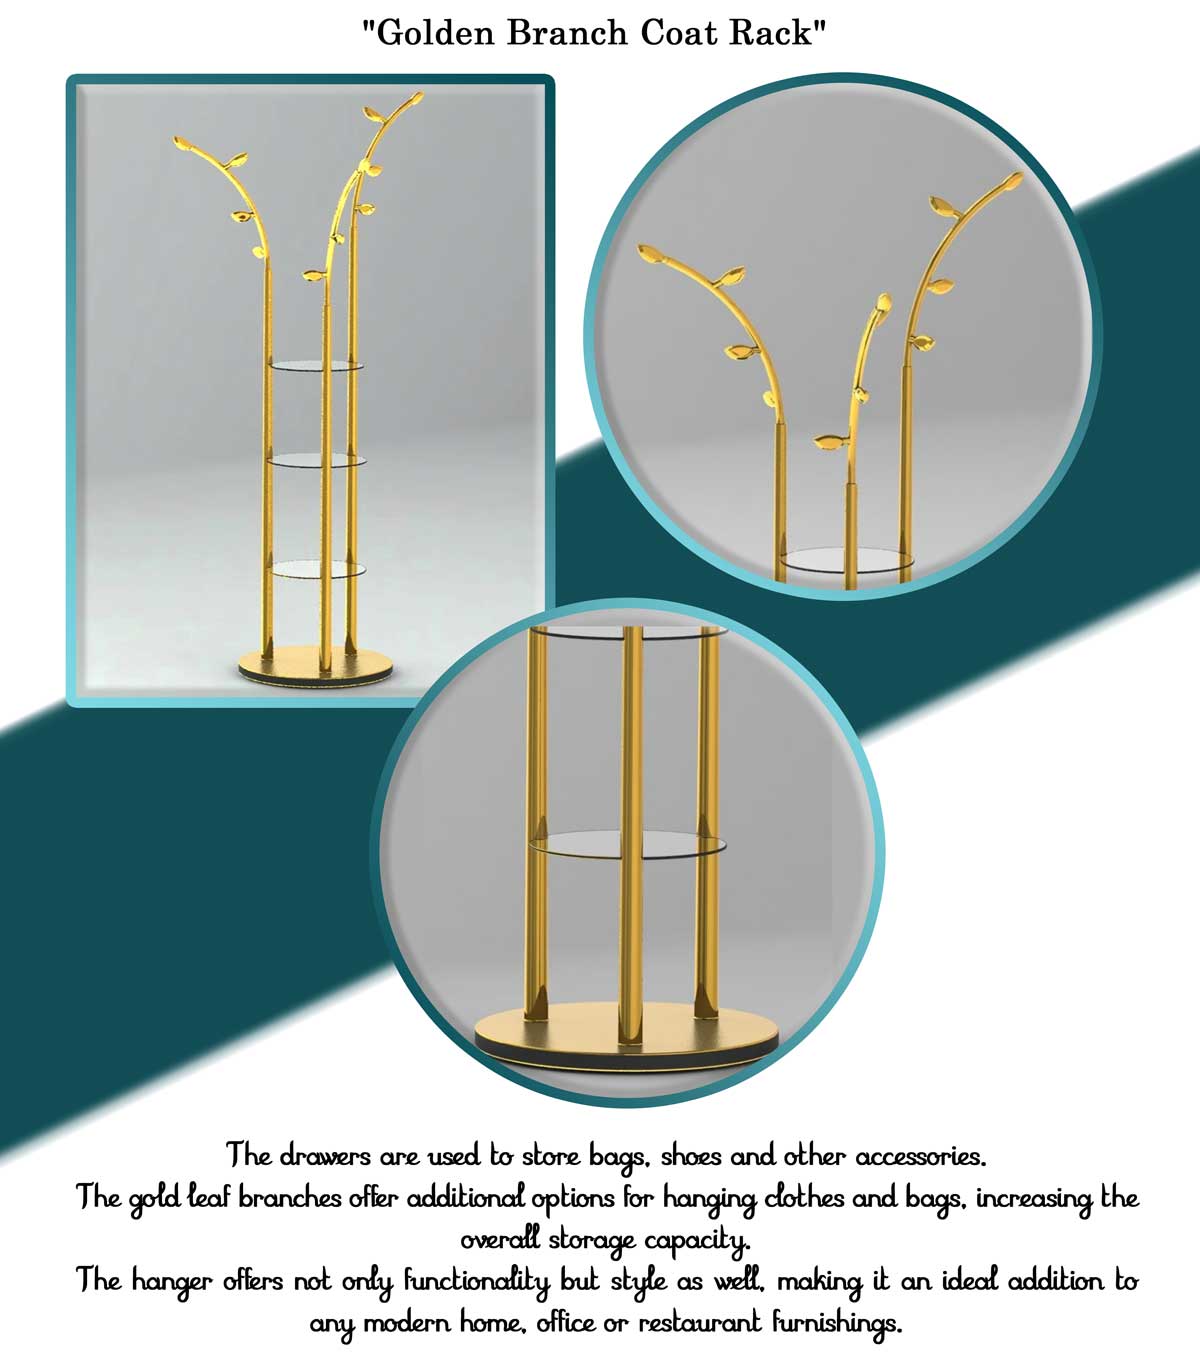 "Golden Branch Coat Rack"
The drawers are used to store bags, shoes and other accessories.
The gold leaf branches offer additional options for hanging clothes and bags, increasing the
overall storage capacity.
The hanger offers not only functionality but style as well, making it an ideal addition to
any modern home, office or restaurant furnishings.